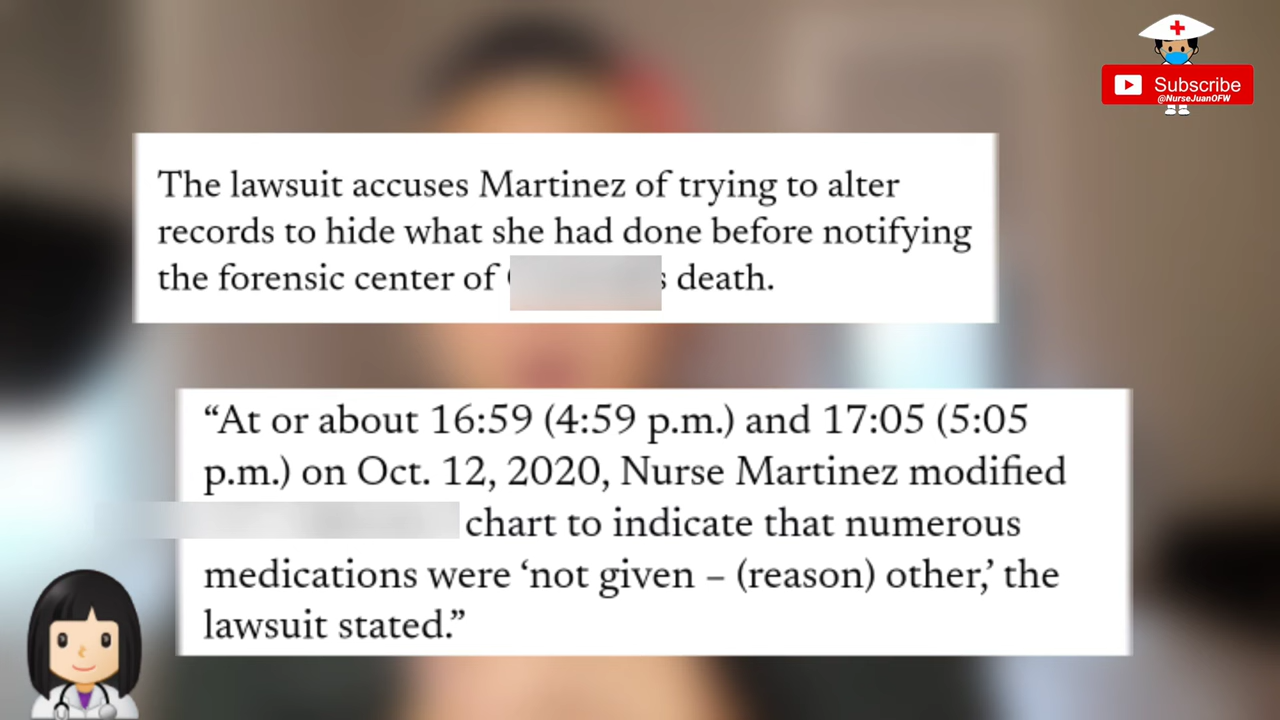 Subscribe
@NurseJuanOFW
The lawsuit accuses Martinez of trying to alter
records to hide what she had done before notifying
the forensic center of s death.
“At or about 16:59 (4:59 p.m.) and 17:05 (5:05
p.m.) on Oct. 12, 2020, Nurse Martinez modified
chart to indicate that numerous
medications were ‘not given – (reason) other,’ the
lawsuit stated.”